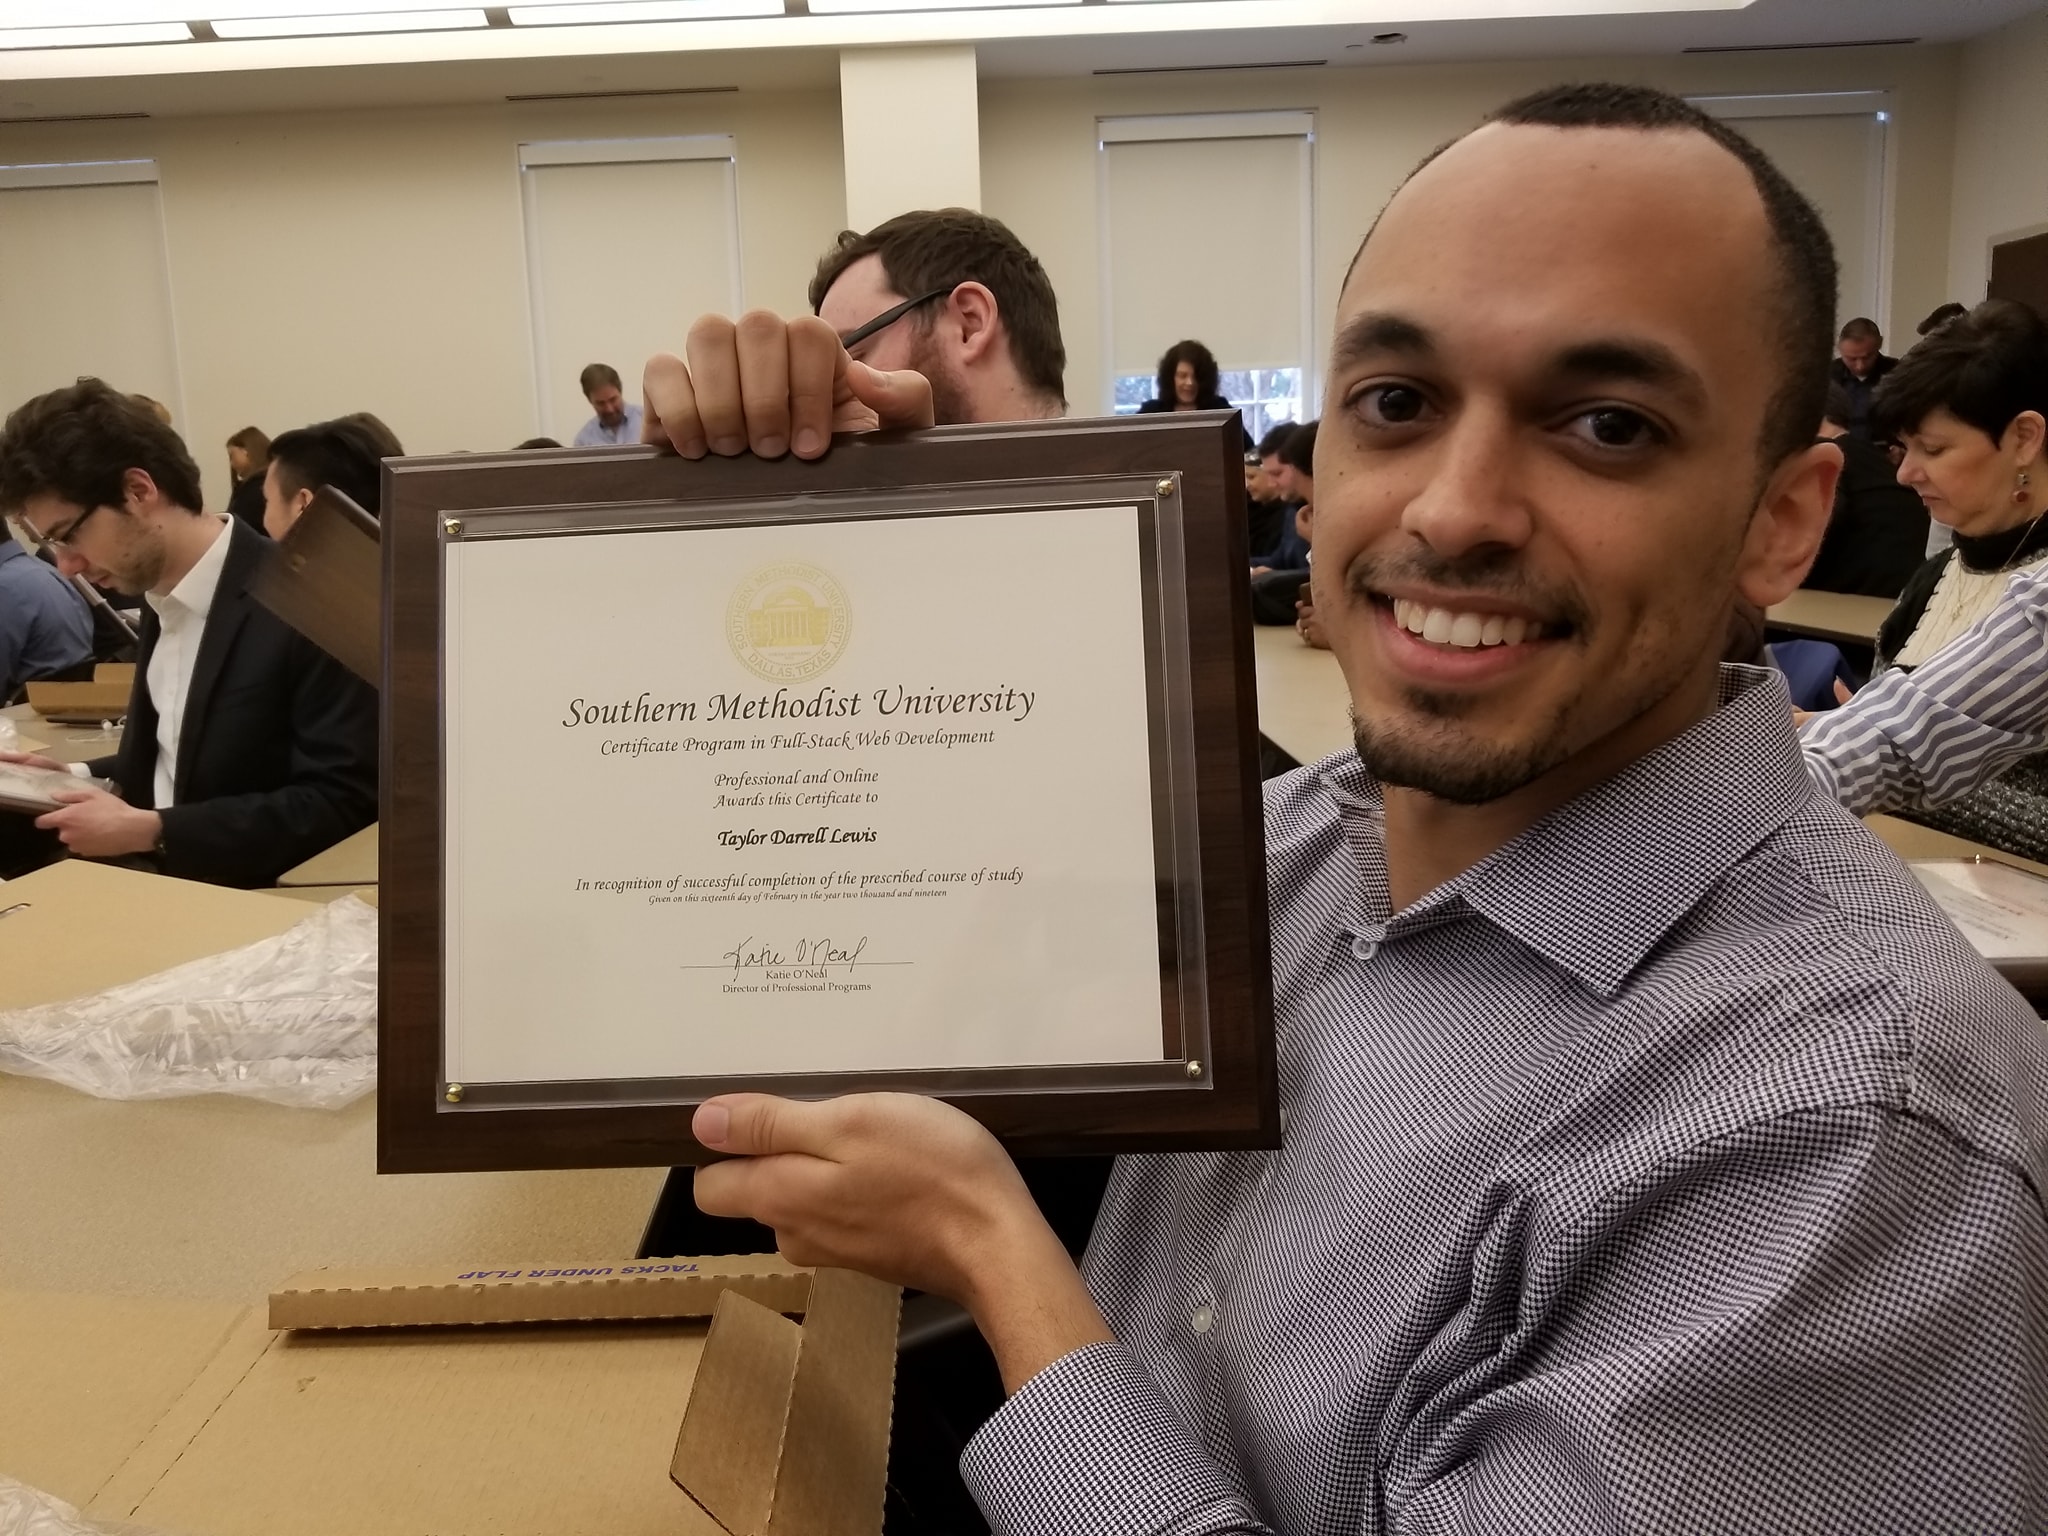 SOUTHERN METHODIST UNIVERSITY
DALLAS, TEXAS
Southern Methodist University
Certificate Program in Full-Stack Web Development
Professional and Online
Awards this Certificate to
Taylor Darrell Lewis
In recognition of successful completion of the prescribed course of study
Given on this sixteenth day of February in the year two thousand and nineteen
Katie O'Neal
Katie O'Neal
Director of Professional Programs
TACKS UNDER FLAP